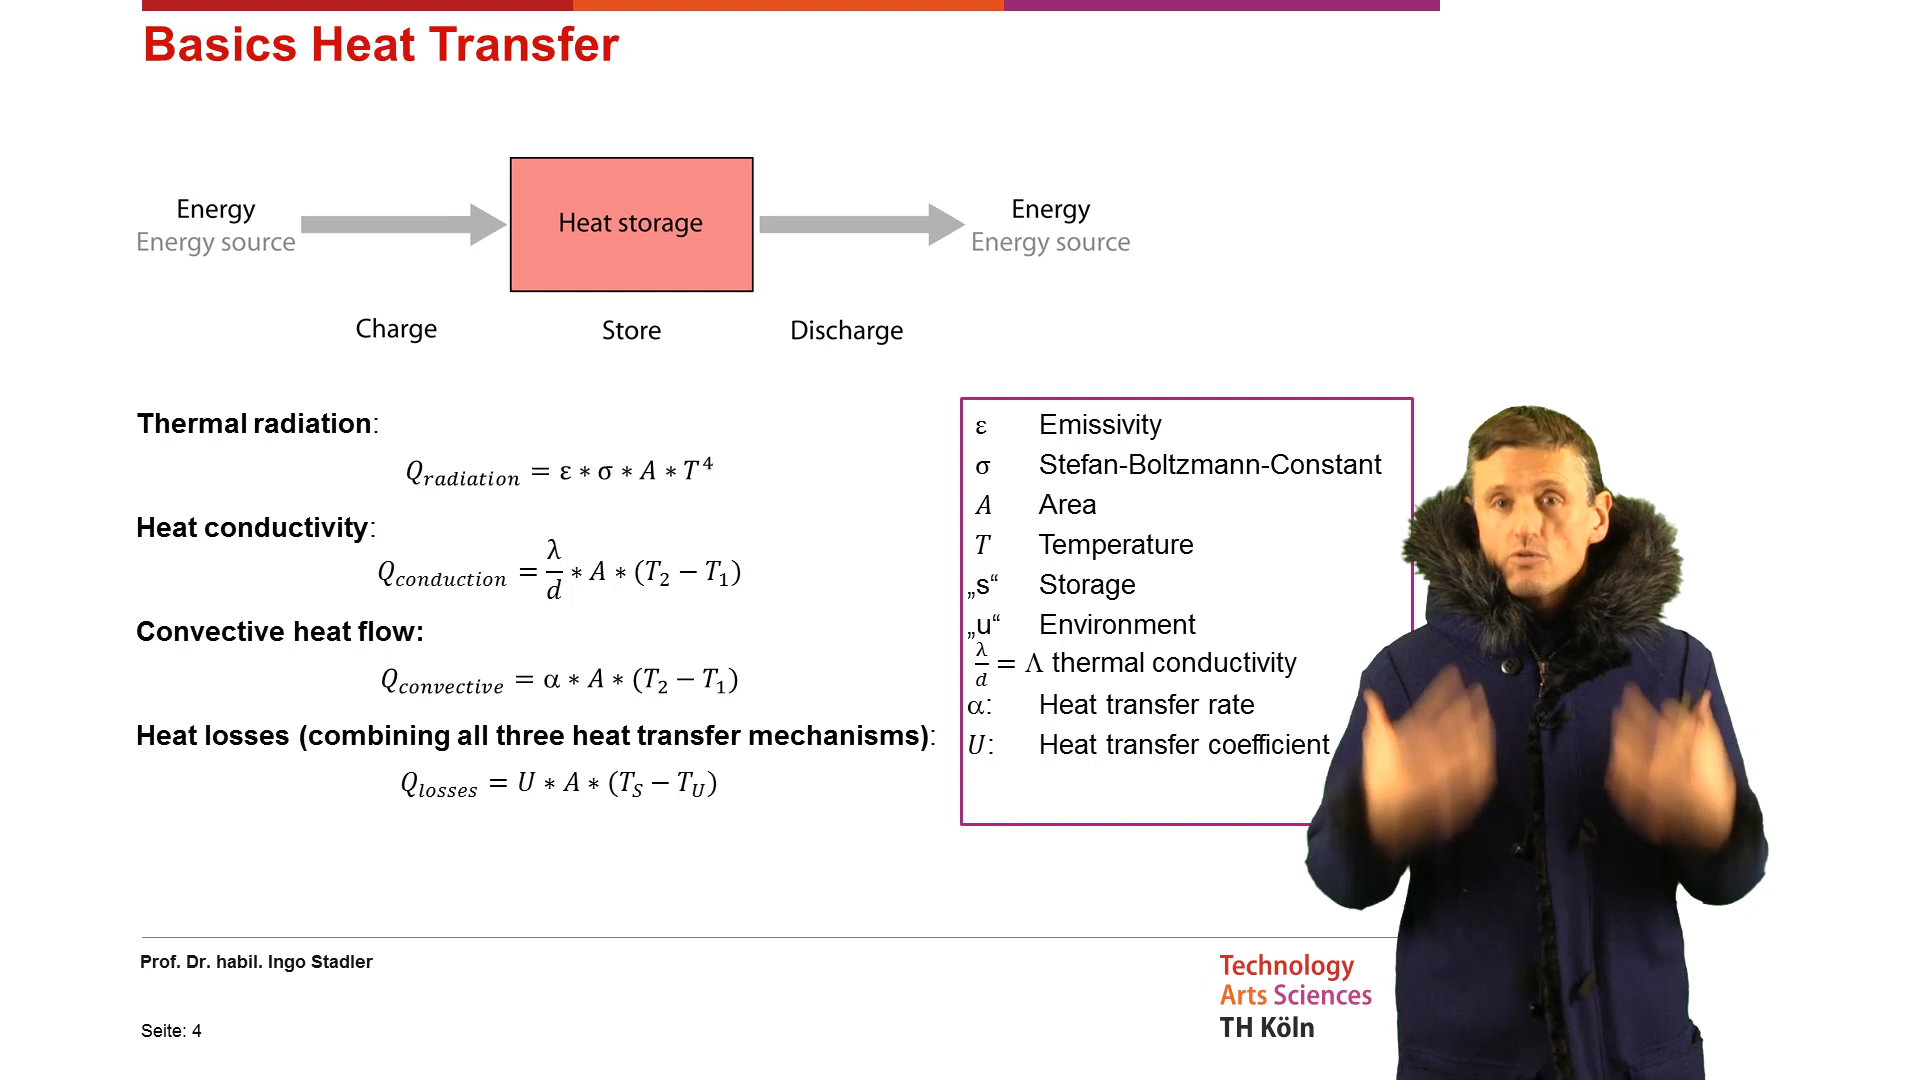 Basics Heat Transfer
Energy
Energy source
Heat storage
Energy
Energy source
Charge
Store
Discharge
Thermal radiation:
Q_radiation = ε ∗ σ ∗ A ∗ T⁴
Heat conductivity:
Q_conduction = λ/d ∗ A ∗ (T₂ − T₁)
Convective heat flow:
Q_convective = α ∗ A ∗ (T₂ − T₁)
Heat losses (combining all three heat transfer mechanisms):
Q_losses = U ∗ A ∗ (T_S − T_U)
ε Emissivity
σ Stefan-Boltzmann-Constant
A Area
T Temperature
„s“ Storage
„u“ Environment
λ/d = Λ thermal conductivity
α: Heat transfer rate
U: Heat transfer coefficient
Prof. Dr. habil. Ingo Stadler
Seite: 4
Technology
Arts Sciences
TH Köln